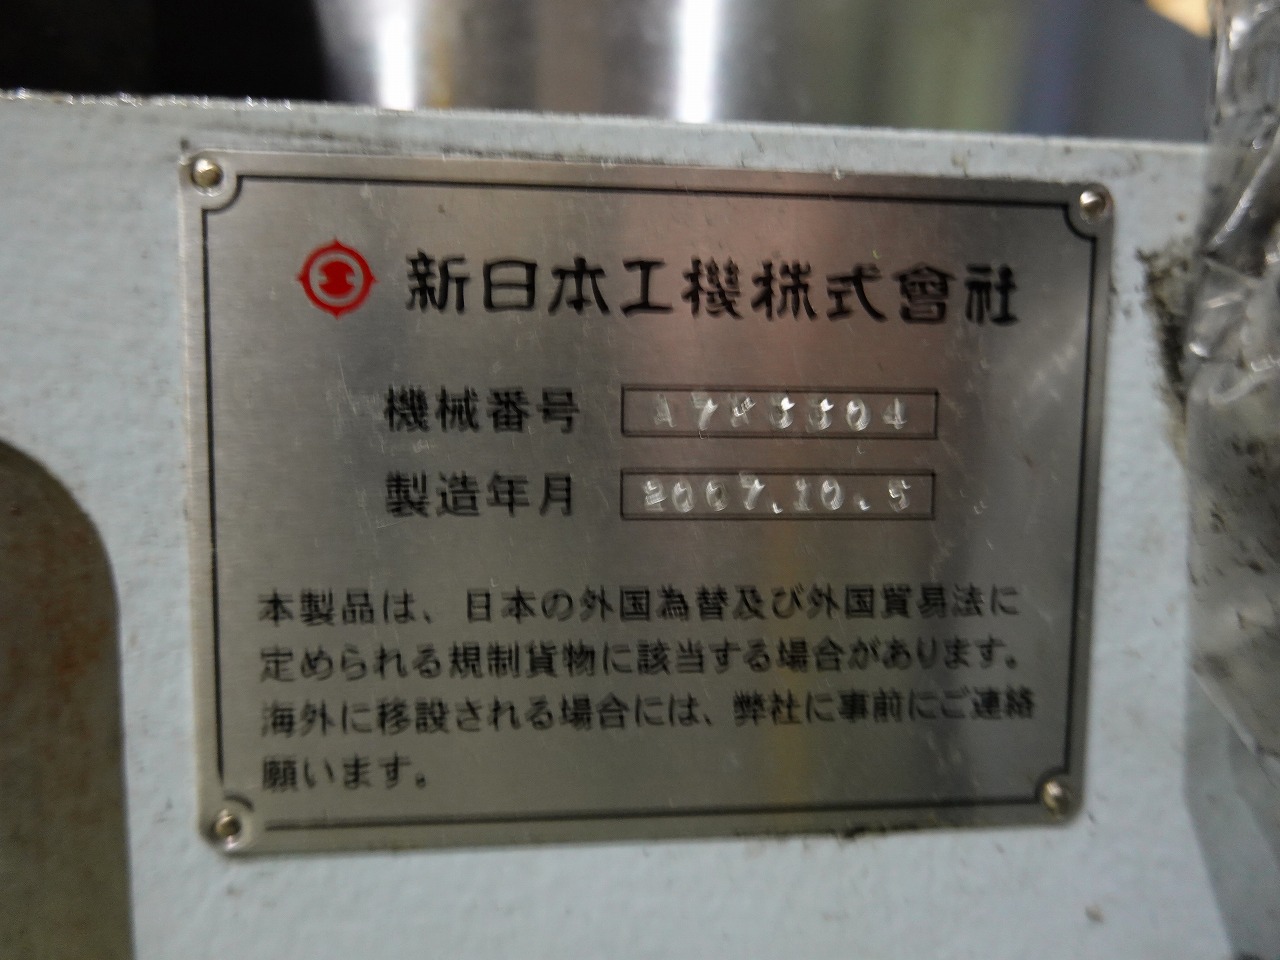 新日本工機株式會社
機械番号
製造年月 2007.10.5
本製品は、日本の外国為替及び外国貿易法に
定められる規制貨物に該当する場合があります。
海外に移設される場合には、弊社に事前にご連絡
願います。